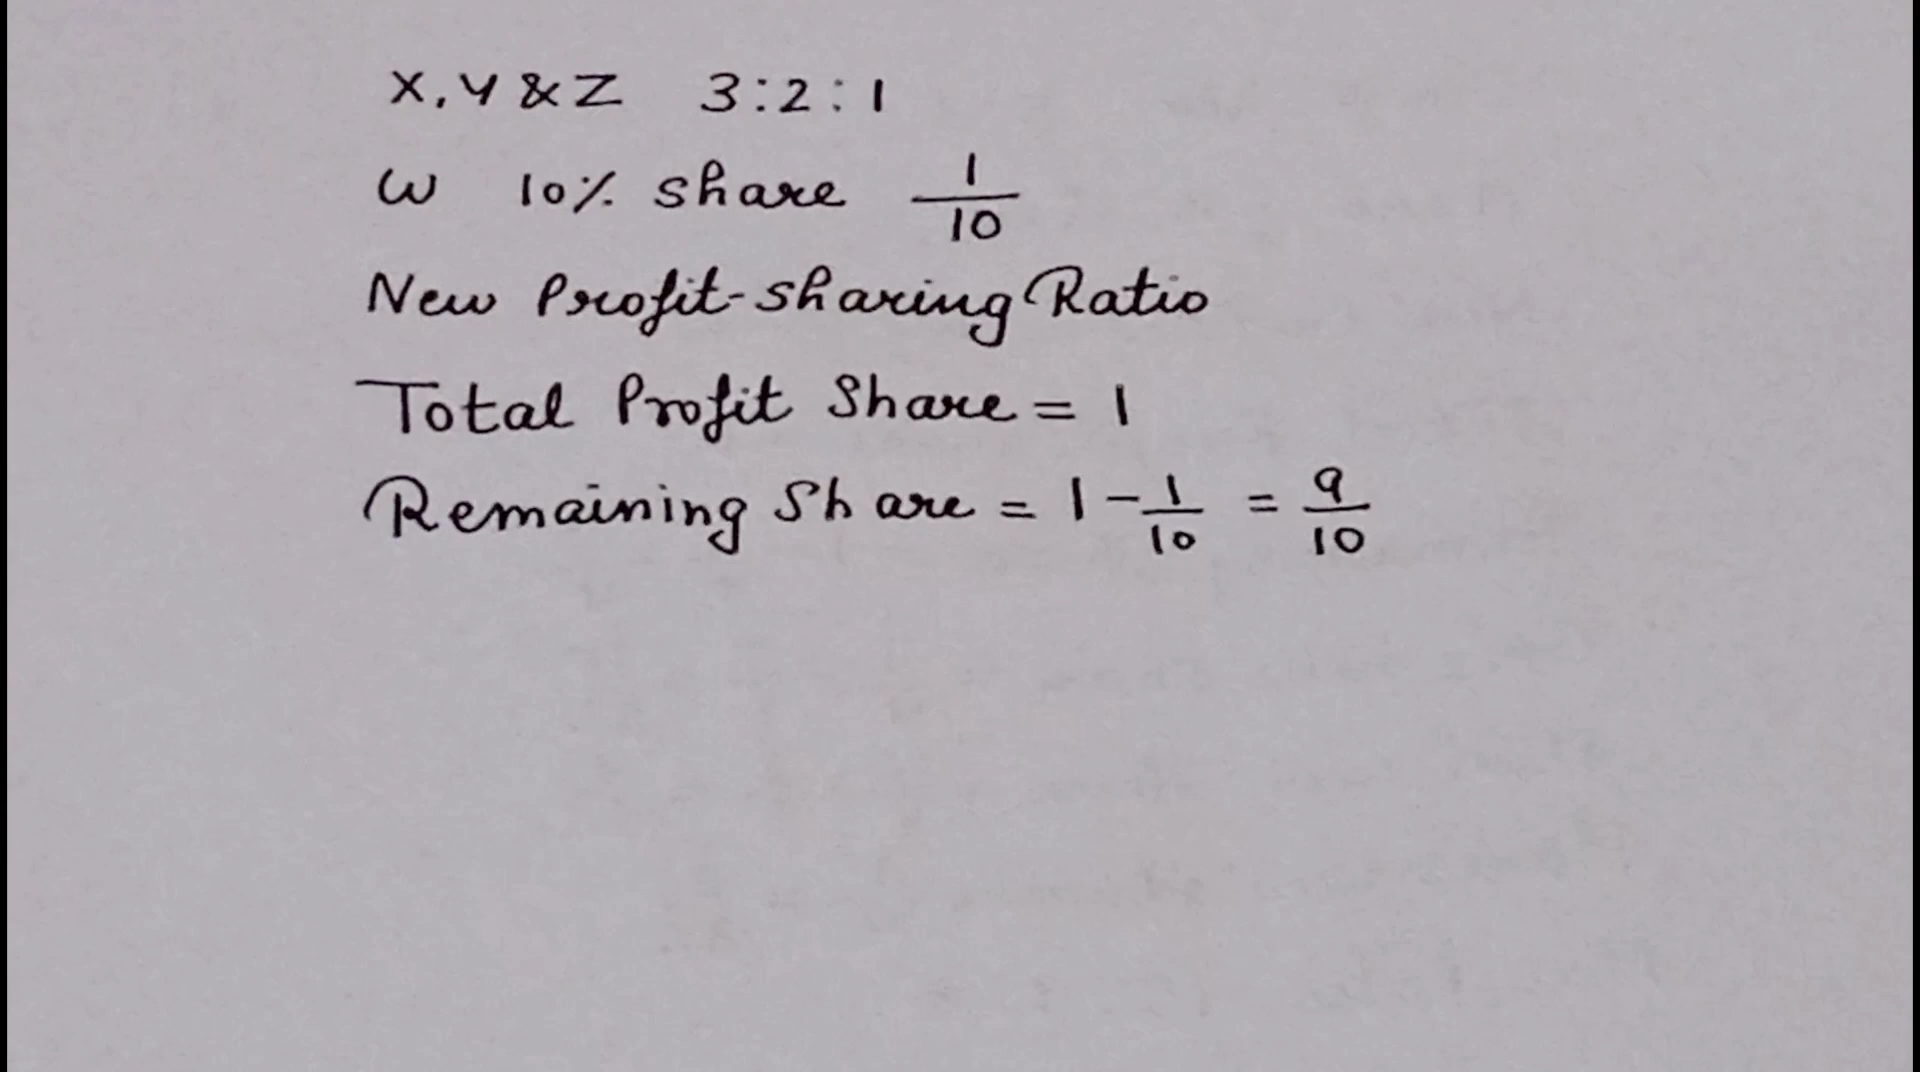 X, Y & Z 3:2:1
W 10% share 1/10
New Profit-sharing Ratio
Total Profit Share = 1
Remaining Share = 1 - 1/10 = 9/10